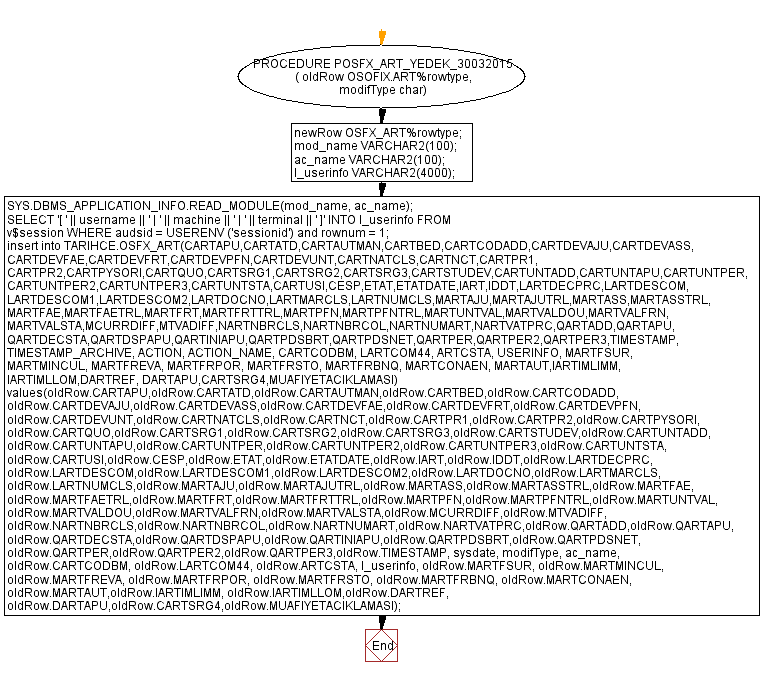 PROCEDURE POSFX_ART_YEDEK_30032015
( oldRow OSOFIX.ART%rowtype,
modifType char)
newRow OSFX_ART%rowtype;
mod_name VARCHAR2(100);
ac_name VARCHAR2(100);
l_userinfo VARCHAR2(4000);
SYS.DBMS_APPLICATION_INFO.READ_MODULE(mod_name, ac_name);
SELECT '[ ' || username || ' | ' || machine || ' | ' || terminal || ' ]' INTO l_userinfo FROM
v$session WHERE audsid = USERENV ('sessionid') and rownum = 1;
insert into TARIHCE.OSFX_ART(CARTAPU,CARTATD,CARTAUTMAN,CARTBED,CARTCODADD,CARTDEVAJU,CARTDEVASS,
CARTDEVFAE,CARTDEVFRT,CARTDEVPFN,CARTDEVUNT,CARTNATCLS,CARTNCT,CARTPR1,
CARTPR2,CARTPYSORI,CARTQUO,CARTSRG1,CARTSRG2,CARTSRG3,CARTSTUDEV,CARTUNTADD,CARTUNTAPU,CARTUNTPER,
CARTUNTPER2,CARTUNTPER3,CARTUNTSTA,CARTUSI,CESP,ETAT,ETATDATE,IART,IDDT,LARTDECPRC,LARTDESCOM,
LARTDESCOM1,LARTDESCOM2,LARTDOCNO,LARTMARCLS,LARTNUMCLS,MARTAJU,MARTAJUTRL,MARTASS,MARTASSTRL,
MARTFAE,MARTFAETRL,MARTFRT,MARTFRTTRL,MARTPFN,MARTPFNTRL,MARTUNTVAL,MARTVALDOU,MARTVALFRN,
MARTVALSTA,MCURRDIFF,MTVADIFF,NARTNBRCLS,NARTNBRCOL,NARTNUMART,NARTVATPRC,QARTADD,QARTAPU,
QARTDECSTA,QARTDSPAPU,QARTINIAPU,QARTPDSBRT,QARTPDSNET,QARTPER,QARTPER2,QARTPER3,TIMESTAMP,
TIMESTAMP_ARCHIVE, ACTION, ACTION_NAME, CARTCODBM, LARTCOM44, ARTCSTA, USERINFO, MARTFSUR,
MARTMINCUL, MARTFREVA, MARTFRPOR, MARTFRSTO, MARTFRBNQ, MARTCONAEN, MARTAUT,IARTIMLIMM,
IARTIMLLOM,DARTREF, DARTAPU,CARTSRG4,MUAFIYETACIKLAMASI)
values(oldRow.CARTAPU,oldRow.CARTATD,oldRow.CARTAUTMAN,oldRow.CARTBED,oldRow.CARTCODADD,
oldRow.CARTDEVAJU,oldRow.CARTDEVASS,oldRow.CARTDEVFAE,oldRow.CARTDEVFRT,oldRow.CARTDEVPFN,
oldRow.CARTDEVUNT,oldRow.CARTNATCLS,oldRow.CARTNCT,oldRow.CARTPR1,oldRow.CARTPR2,oldRow.CARTPYSORI,
oldRow.CARTQUO,oldRow.CARTSRG1,oldRow.CARTSRG2,oldRow.CARTSRG3,oldRow.CARTSTUDEV,oldRow.CARTUNTADD,
oldRow.CARTUNTAPU,oldRow.CARTUNTPER,oldRow.CARTUNTPER2,oldRow.CARTUNTPER3,oldRow.CARTUNTSTA,
oldRow.CARTUSI,oldRow.CESP,oldRow.ETAT,oldRow.ETATDATE,oldRow.IART,oldRow.IDDT,oldRow.LARTDECPRC,
oldRow.LARTDESCOM,oldRow.LARTDESCOM1,oldRow.LARTDESCOM2,oldRow.LARTDOCNO,oldRow.LARTMARCLS,
oldRow.LARTNUMCLS,oldRow.MARTAJU,oldRow.MARTAJUTRL,oldRow.MARTASS,oldRow.MARTASSTRL,oldRow.MARTFAE,
oldRow.MARTFAETRL,oldRow.MARTFRT,oldRow.MARTFRTTRL,oldRow.MARTPFN,oldRow.MARTPFNTRL,oldRow.MARTUNTVAL,
oldRow.MARTVALDOU,oldRow.MARTVALFRN,oldRow.MARTVALSTA,oldRow.MCURRDIFF,oldRow.MTVADIFF,
oldRow.NARTNBRCLS,oldRow.NARTNBRCOL,oldRow.NARTNUMART,oldRow.NARTVATPRC,oldRow.QARTADD,oldRow.QARTAPU,
oldRow.QARTDECSTA,oldRow.QARTDSPAPU,oldRow.QARTINIAPU,oldRow.QARTPDSBRT,oldRow.QARTPDSNET,
oldRow.QARTPER,oldRow.QARTPER2,oldRow.QARTPER3,oldRow.TIMESTAMP, sysdate, modifType, ac_name,
oldRow.CARTCODBM, oldRow.LARTCOM44, oldRow.ARTCSTA, l_userinfo, oldRow.MARTFSUR, oldRow.MARTMINCUL,
oldRow.MARTFREVA, oldRow.MARTFRPOR, oldRow.MARTFRSTO, oldRow.MARTFRBNQ, oldRow.MARTCONAEN,
oldRow.MARTAUT,oldRow.IARTIMLIMM, oldRow.IARTIMLLOM,oldRow.DARTREF,
oldRow.DARTAPU,oldRow.CARTSRG4,oldRow.MUAFIYETACIKLAMASI);
End